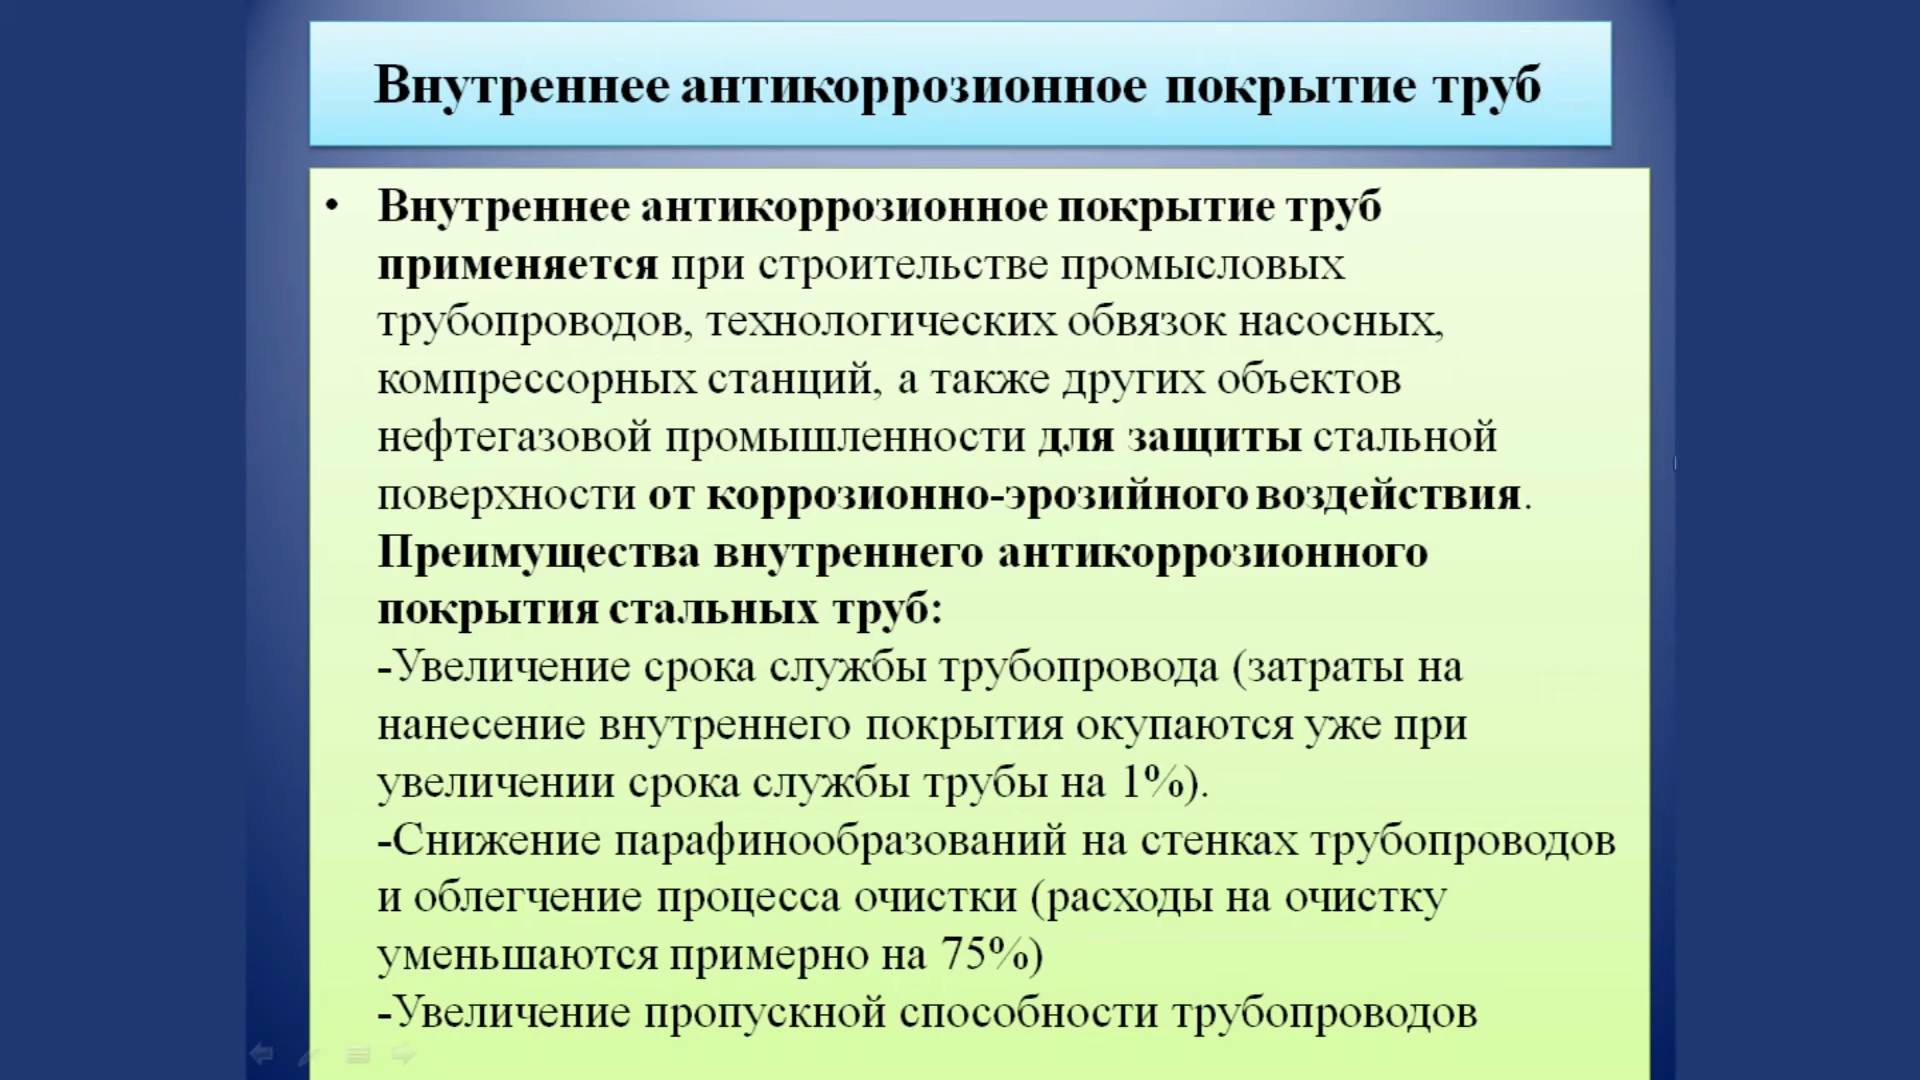 Внутреннее антикоррозионное покрытие труб
• Внутреннее антикоррозионное покрытие труб
применяется при строительстве промысловых
трубопроводов, технологических обвязок насосных,
компрессорных станций, а также других объектов
нефтегазовой промышленности для защиты стальной
поверхности от коррозионно-эрозийного воздействия.
Преимущества внутреннего антикоррозионного
покрытия стальных труб:
-Увеличение срока службы трубопровода (затраты на
нанесение внутреннего покрытия окупаются уже при
увеличении срока службы трубы на 1%).
-Снижение парафинообразований на стенках трубопроводов
и облегчение процесса очистки (расходы на очистку
уменьшаются примерно на 75%)
-Увеличение пропускной способности трубопроводов